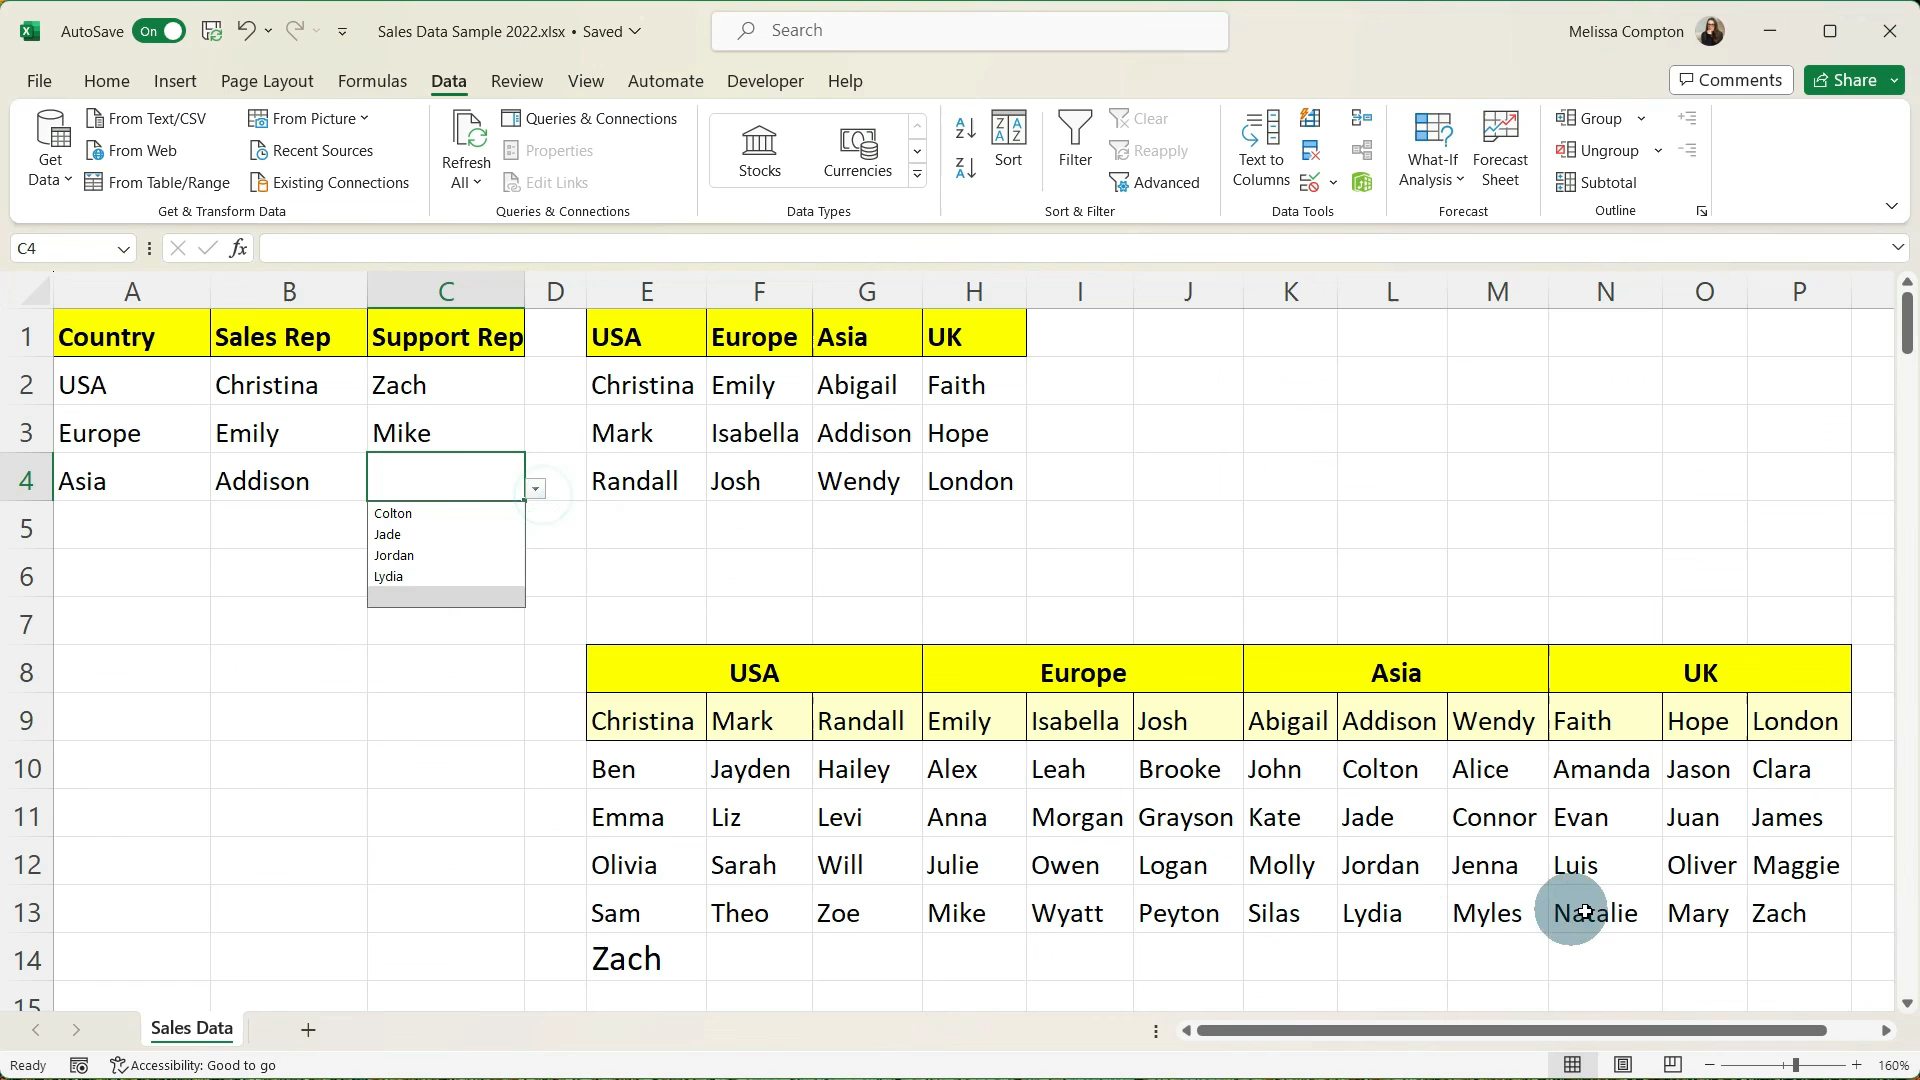 AutoSave On Sales Data Sample 2022.xlsx • Saved Search Melissa Compton
File Home Insert Page Layout Formulas Data Review View Automate Developer Help Comments Share
Get Data
From Text/CSV
From Web
From Table/Range
From Picture
Recent Sources
Existing Connections
Get & Transform Data
Refresh All
Queries & Connections
Properties
Edit Links
Queries & Connections
Stocks
Currencies
Data Types
Sort
Filter
Clear
Reapply
Advanced
Sort & Filter
Text to Columns
Data Tools
What-If Analysis
Forecast Sheet
Forecast
Group
Ungroup
Subtotal
Outline
C4 fx
A B C D E F G H I J K L M N O P
1 Country Sales Rep Support Rep USA Europe Asia UK
2 USA Christina Zach Christina Emily Abigail Faith
3 Europe Emily Mike Mark Isabella Addison Hope
4 Asia Addison Randall Josh Wendy London
Colton
Jade
Jordan
Lydia
5
6
7
8 USA Europe Asia UK
9 Christina Mark Randall Emily Isabella Josh Abigail Addison Wendy Faith Hope London
10 Ben Jayden Hailey Alex Leah Brooke John Colton Alice Amanda Jason Clara
11 Emma Liz Levi Anna Morgan Grayson Kate Jade Connor Evan Juan James
12 Olivia Sarah Will Julie Owen Logan Molly Jordan Jenna Luis Oliver Maggie
13 Sam Theo Zoe Mike Wyatt Peyton Silas Lydia Myles Natalie Mary Zach
14 Zach
15
Sales Data
Ready Accessibility: Good to go 160%